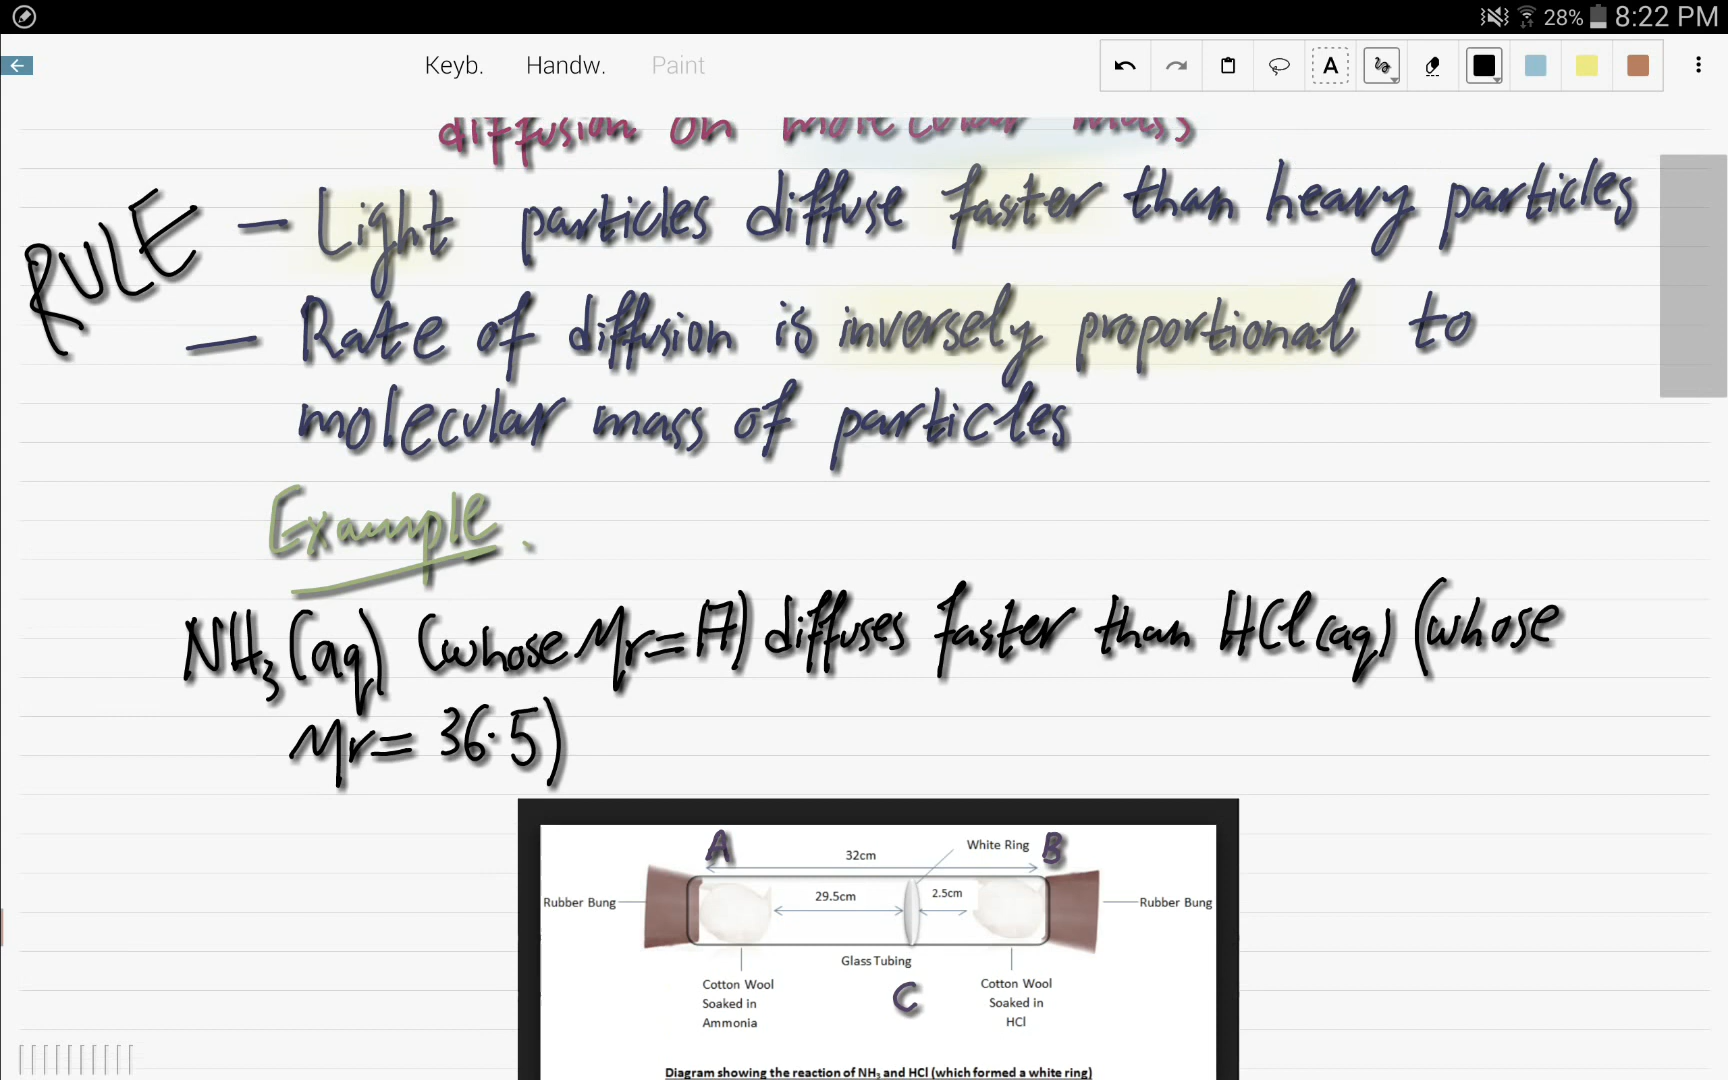 28% 8:22 PM
Keyb. Handw. Paint A
diffusion on molecular mass
RULE - Light particles diffuse faster than heavy particles
- Rate of diffusion is inversely proportional to
molecular mass of particles
Example.
NH₃ (aq) (whose Mr=17) diffuses faster than HCl (aq) (whose
Mr= 36.5)
A 32cm White Ring B
Rubber Bung 29.5cm 2.5cm Rubber Bung
Glass Tubing
Cotton Wool C Cotton Wool
Soaked in Soaked in
Ammonia HCl
Diagram showing the reaction of NH₃ and HCl (which formed a white ring)